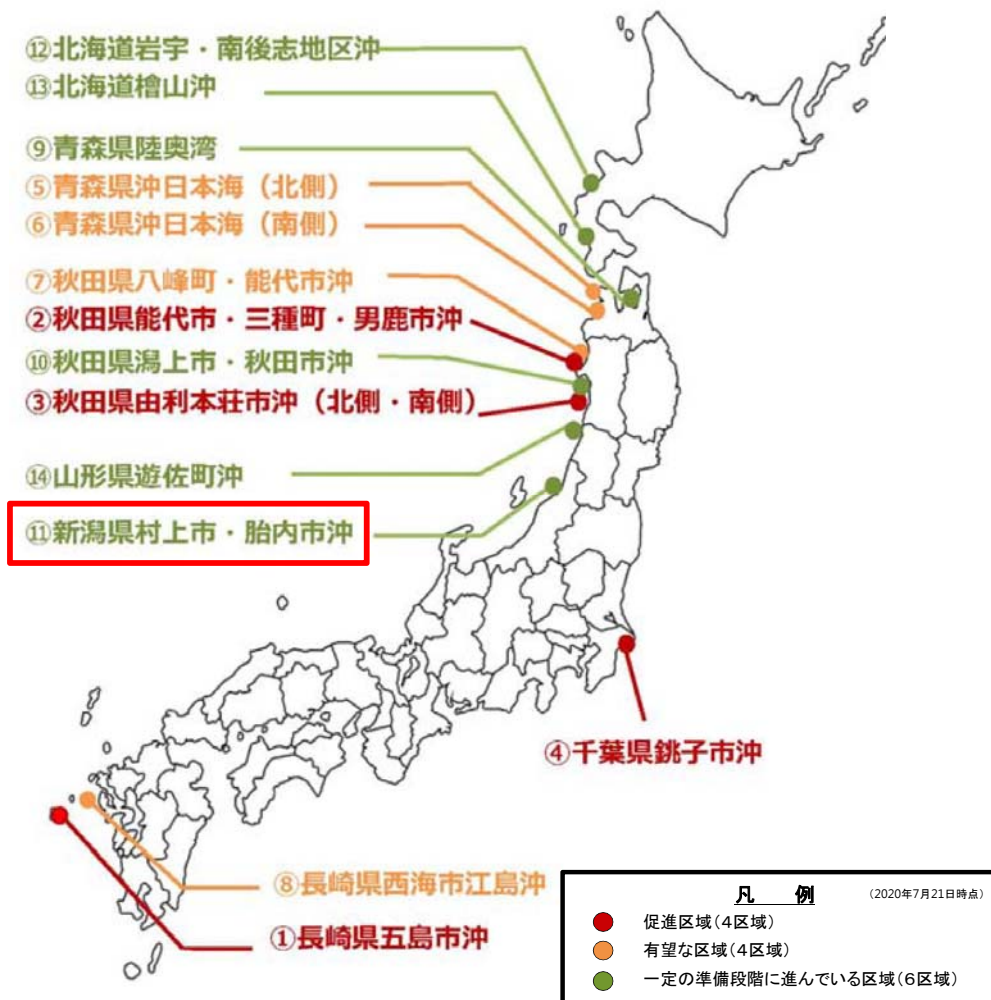 ⑫北海道岩宇・南後志地区沖
⑬北海道檜山沖
⑨青森県陸奥湾
⑤青森県沖日本海（北側）
⑥青森県沖日本海（南側）
⑦秋田県八峰町・能代市沖
②秋田県能代市・三種町・男鹿市沖
⑩秋田県潟上市・秋田市沖
③秋田県由利本荘市沖（北側・南側）
⑭山形県遊佐町沖
⑪新潟県村上市・胎内市沖
④千葉県銚子市沖
⑧長崎県西海市江島沖
①長崎県五島市沖
凡　例　（2020年7月21日時点）
促進区域(4区域)
有望な区域(4区域)
一定の準備段階に進んでいる区域(6区域)